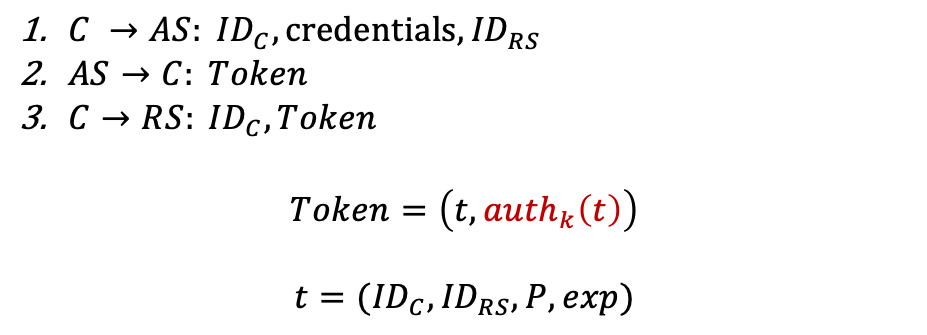 1. C → AS: ID_C, credentials, ID_RS
2. AS → C: Token
3. C → RS: ID_C, Token
Token = (t, auth_k(t))
t = (ID_C, ID_RS, P, exp)